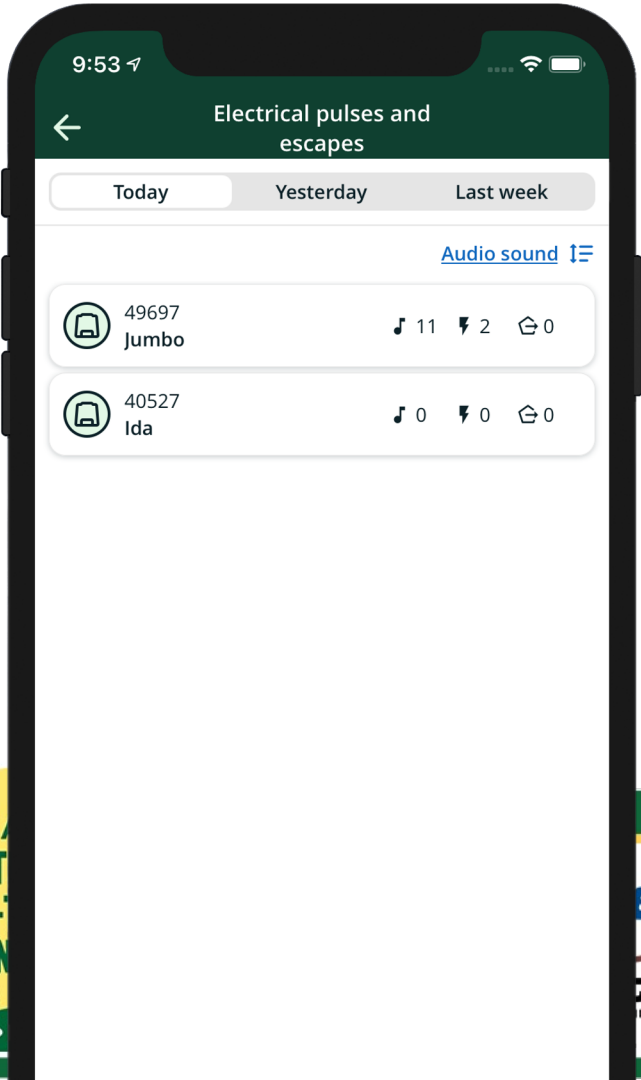 9:53
Electrical pulses and
escapes
Today Yesterday Last week
Audio sound
49697
Jumbo
11 2 0
40527
Ida
0 0 0